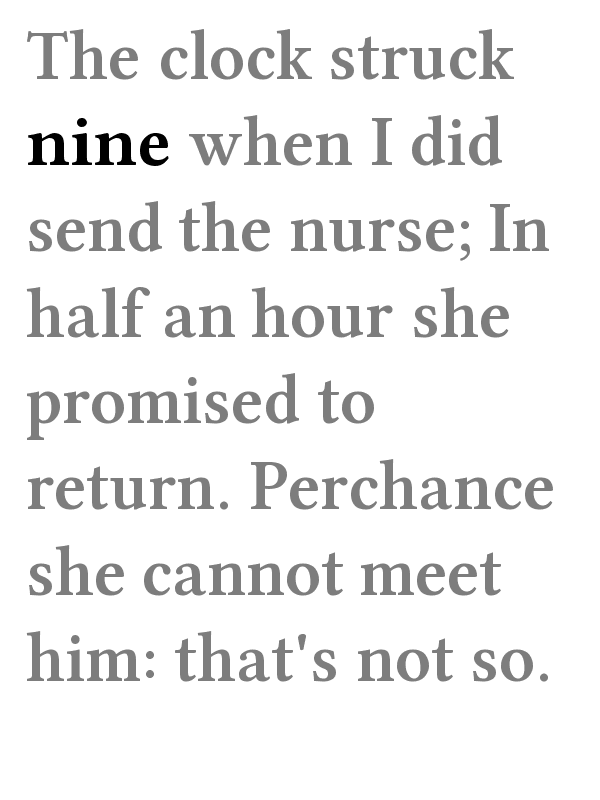 The clock struck
nine when I did
send the nurse; In
half an hour she
promised to
return. Perchance
she cannot meet
him: that's not so.